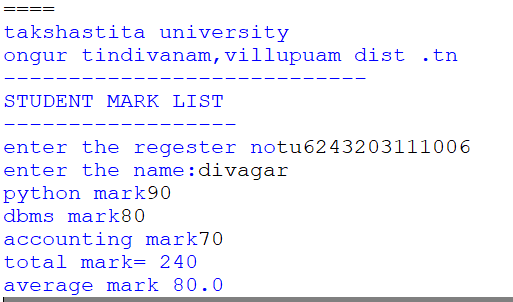 ====
takshastita university
ongur tindivanam,villupuam dist .tn
----------------------------
STUDENT MARK LIST
------------------
enter the regester notu6243203111006
enter the name:divagar
python mark90
dbms mark80
accounting mark70
total mark= 240
average mark 80.0